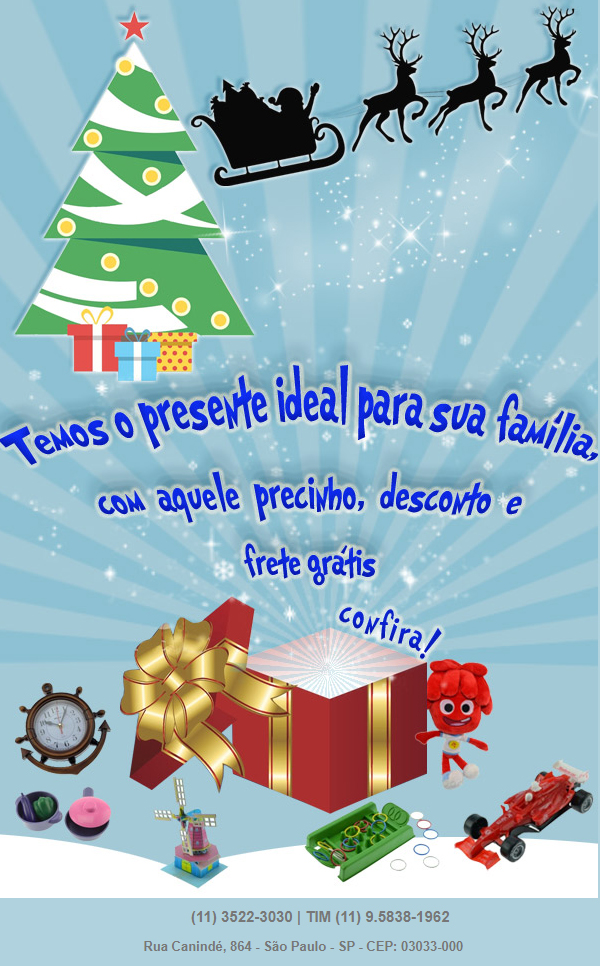 Temos o presente ideal para sua família,
com aquele precinho, desconto e
frete grátis
confira!
(11) 3522-3030 | TIM (11) 9.5838-1962
Rua Canindé, 864 - São Paulo - SP - CEP: 03033-000